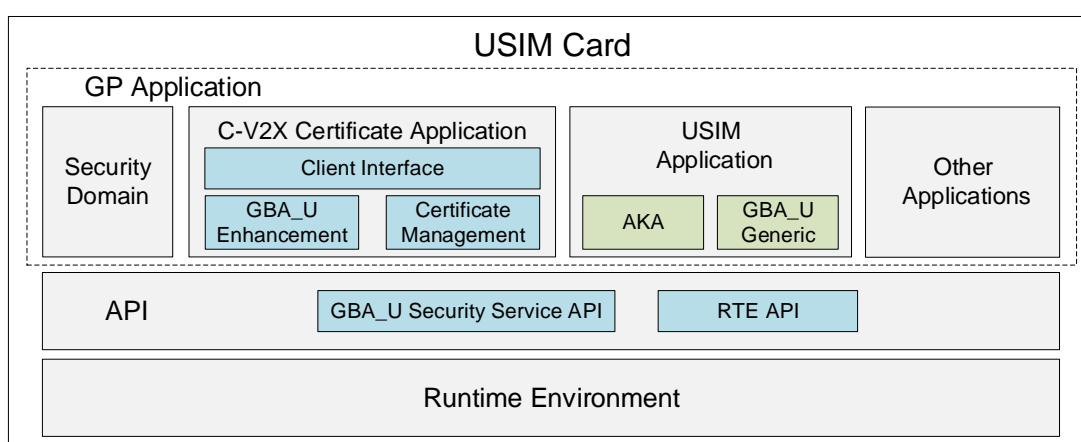 USIM Card
GP Application
Security
Domain
C-V2X Certificate Application
Client Interface
GBA_U
Enhancement
Certificate
Management
USIM
Application
AKA
GBA_U
Generic
Other
Applications
API
GBA_U Security Service API
RTE API
Runtime Environment